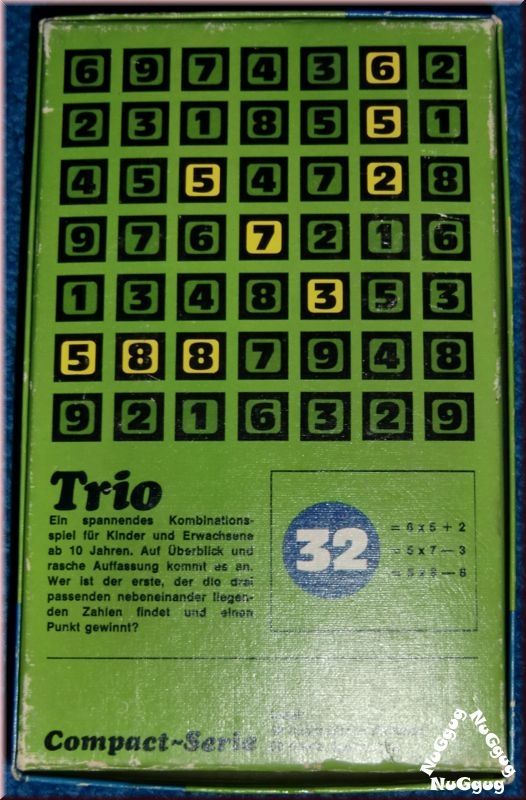 6 9 7 4 3 6 2
2 3 1 8 5 5 1
4 5 5 4 7 2 8
9 7 6 7 2 1 6
1 3 4 8 3 5 3
5 8 8 7 9 4 8
9 2 1 6 3 2 9
Trio
Ein spannendes Kombinations-
spiel für Kinder und Erwachsene
ab 10 Jahren. Auf Überblick und
rasche Auffassung kommt es an.
Wer ist der erste, der die drei
passenden nebeneinander liegen-
den Zahlen findet und einen
Punkt gewinnt?
32
= 6 x 5 + 2
= 5 x 7 — 3
= 5 x 8 — 8
Compact~Serie
NuGgug
NuGgug
NuGgug